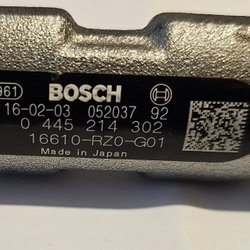 961 BOSCH
16-02-03 052037 92
0 445 214 302
16610-RZ0-G01
Made in Japan